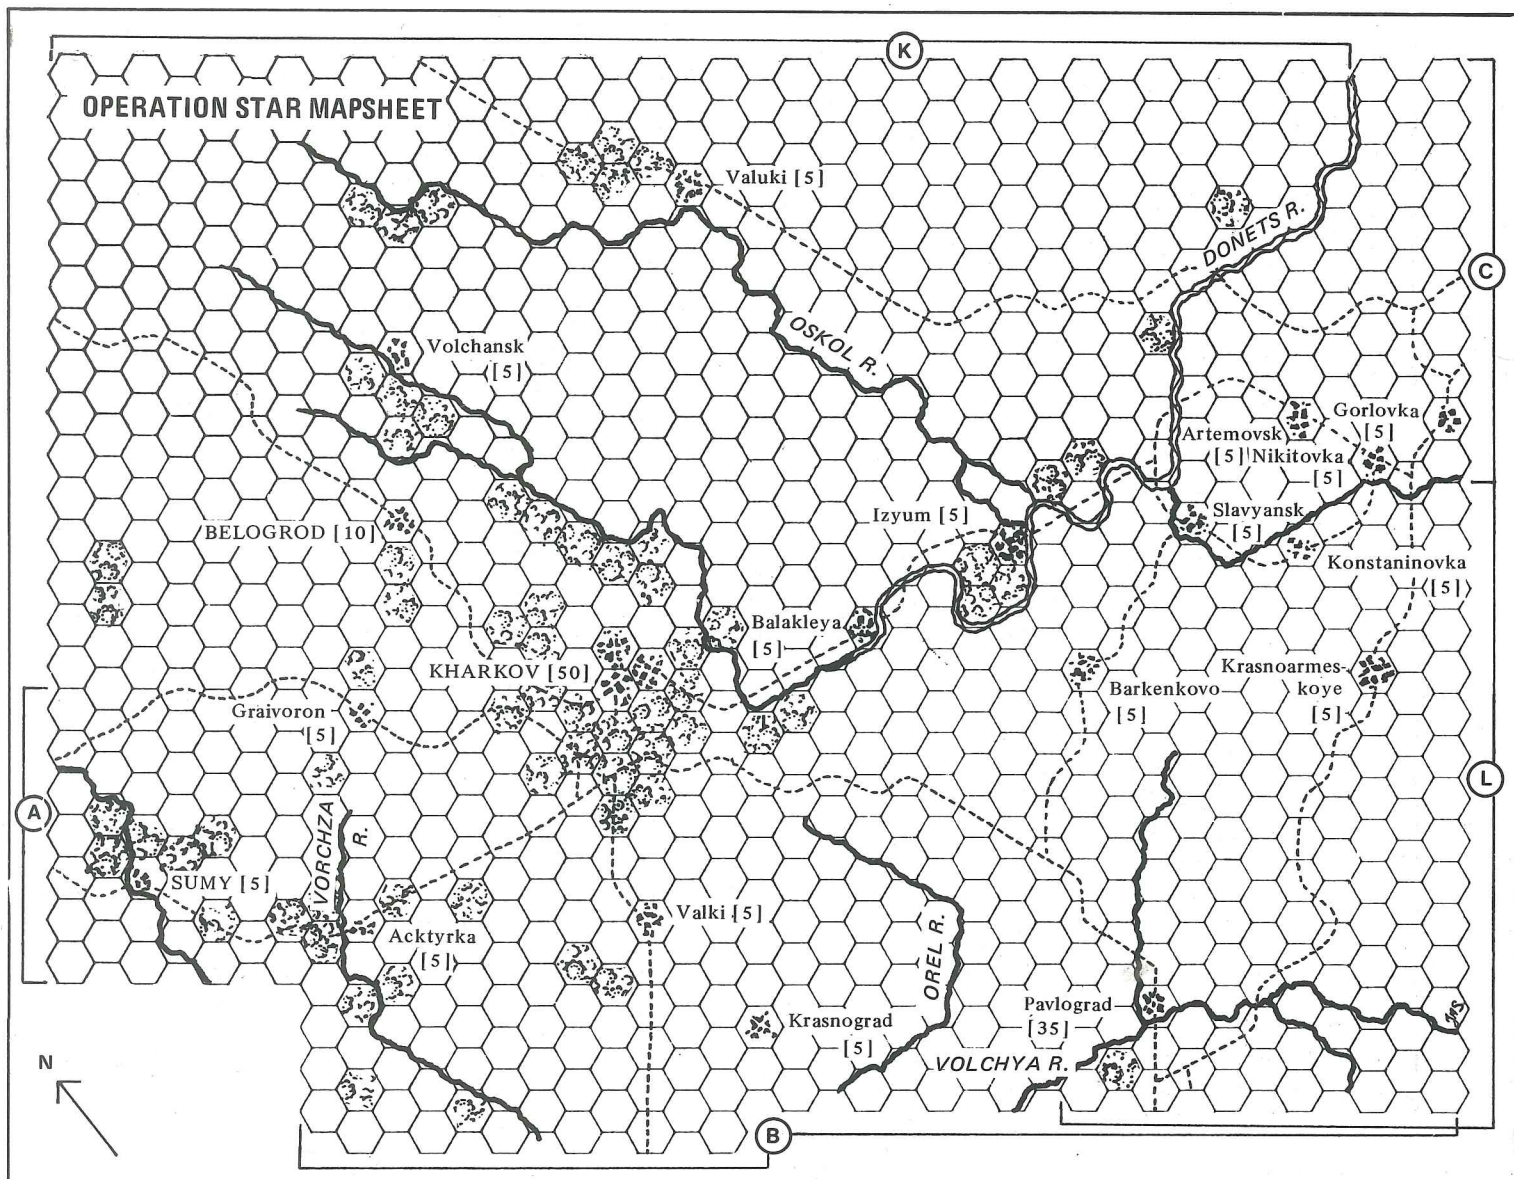 K
OPERATION STAR MAPSHEET
Valuki [5]
DONETS R.
C
OSKOL R.
Volchansk
[5]
Gorlovka
[5]
Artemovsk
[5]
Nikitovka
[5]
BELOGROD [10]
Izyum [5]
Slavyansk
[5]
Konstaninovka
[5]
Balakleya
[5]
KHARKOV [50]
Barkenkovo
[5]
Krasnoarmes-
koye
[5]
Graivoron
[5]
A
L
VORCHZA
R.
SUMY [5]
Acktyrka
[5]
Valki [5]
OREL R.
Krasnograd
[5]
Pavlograd
[35]
VOLCHYA R.
N
B